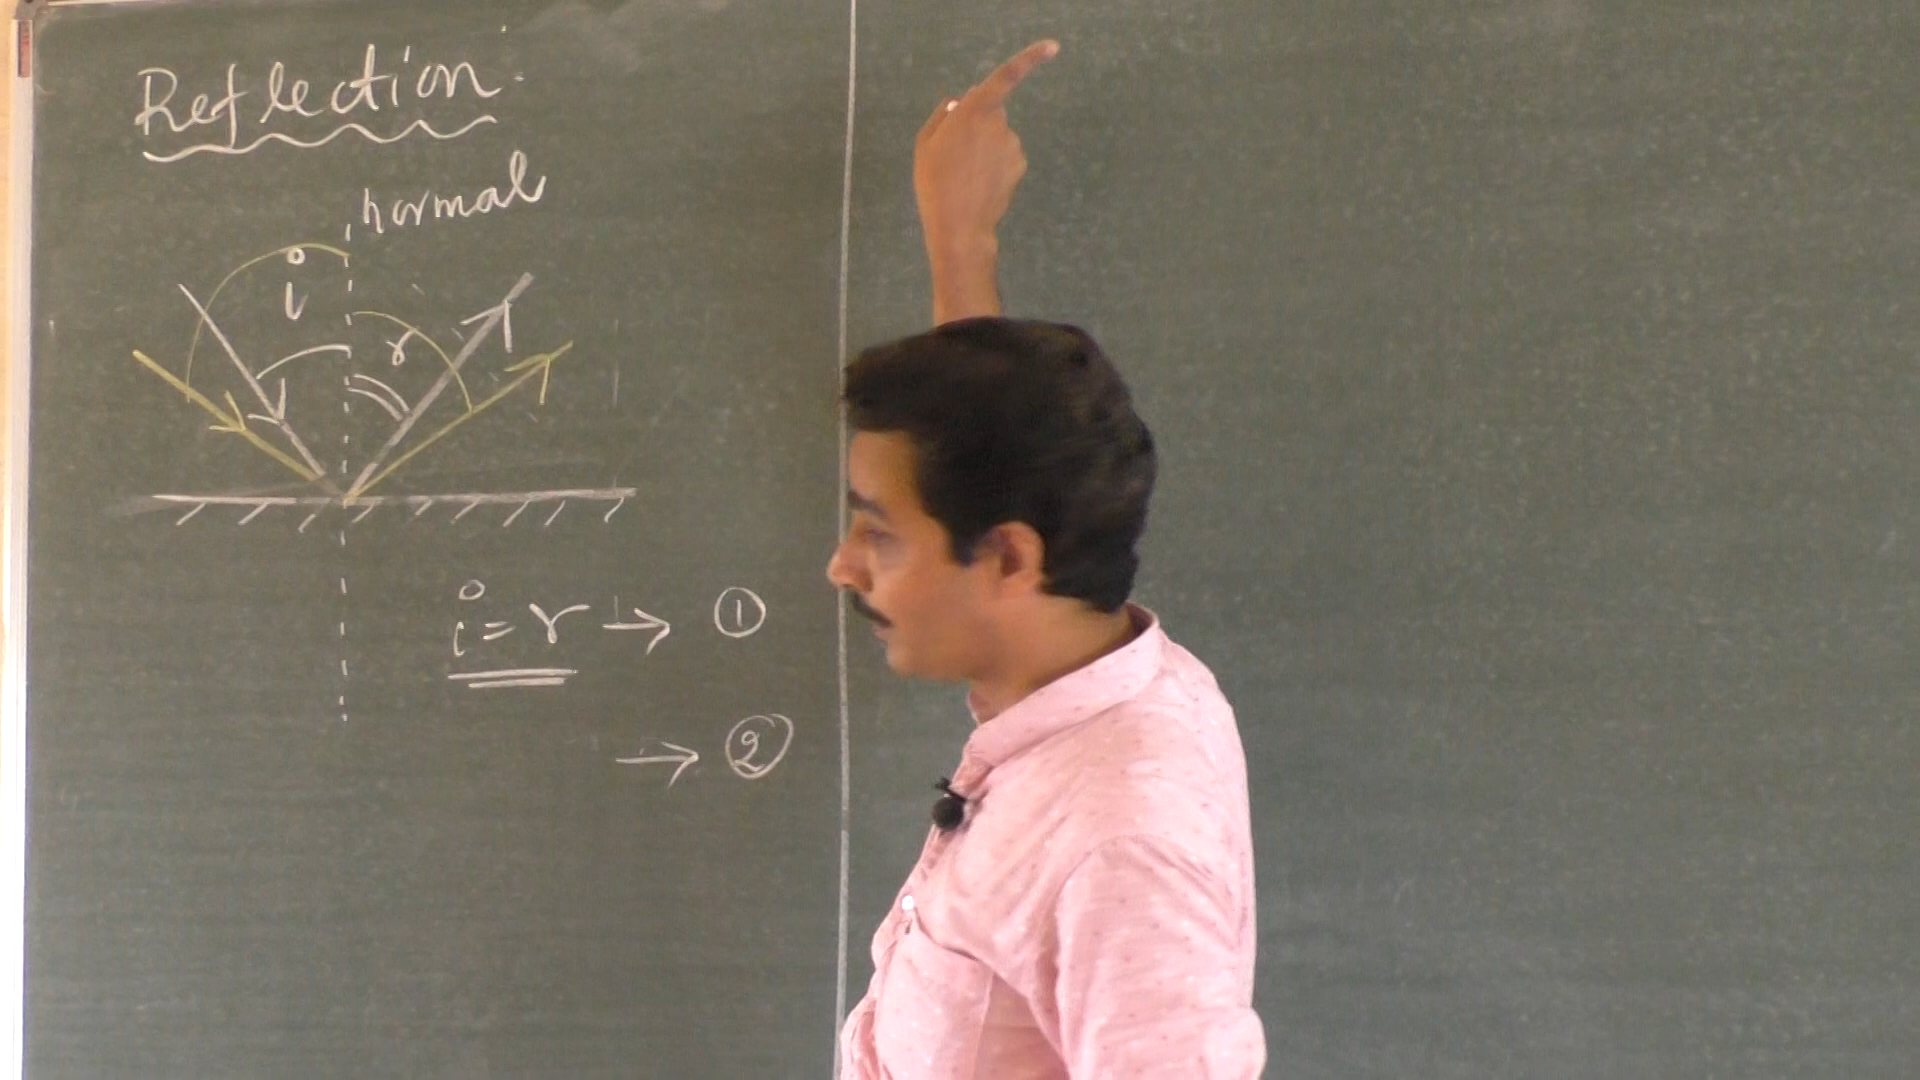 Reflection:
normal
i
r
i = r → ①
→ ②